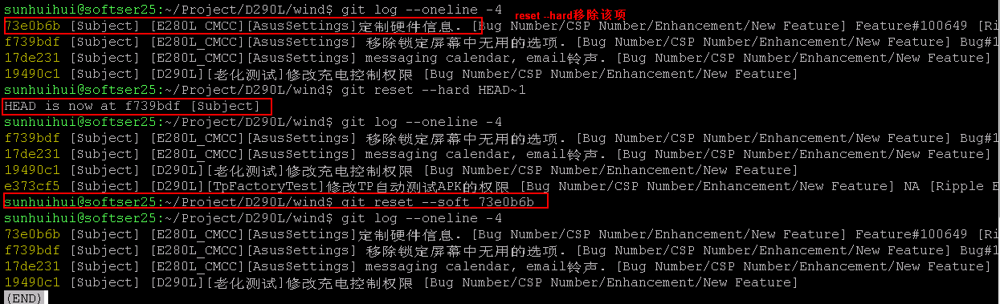 sunhuihui@softser25:~/Project/D290L/wind$ git log --oneline -4
reset --hard移除该项
73e0b6b [Subject] [E280L_CMCC][AsusSettings]定制硬件信息. [Bug Number/CSP Number/Enhancement/New Feature] Feature#100649 [Ri
f739bdf [Subject] [E280L_CMCC][AsusSettings] 移除锁定屏幕中无用的选项. [Bug Number/CSP Number/Enhancement/New Feature] Bug#1
17de231 [Subject] [E280L_CMCC][AsusSettings] messaging calendar, email铃声. [Bug Number/CSP Number/Enhancement/New Feature]
19490c1 [Subject] [D290L][老化测试]修改充电控制权限 [Bug Number/CSP Number/Enhancement/New Feature]
sunhuihui@softser25:~/Project/D290L/wind$ git reset --hard HEAD~1
HEAD is now at f739bdf [Subject]
sunhuihui@softser25:~/Project/D290L/wind$ git log --oneline -4
f739bdf [Subject] [E280L_CMCC][AsusSettings] 移除锁定屏幕中无用的选项. [Bug Number/CSP Number/Enhancement/New Feature] Bug#1
17de231 [Subject] [E280L_CMCC][AsusSettings] messaging calendar, email铃声. [Bug Number/CSP Number/Enhancement/New Feature]
19490c1 [Subject] [D290L][老化测试]修改充电控制权限 [Bug Number/CSP Number/Enhancement/New Feature]
e373cf5 [Subject] [D290L][TpFactoryTest]修改TP自动测试APK的权限 [Bug Number/CSP Number/Enhancement/New Feature] NA [Ripple E
sunhuihui@softser25:~/Project/D290L/wind$ git reset --soft 73e0b6b
sunhuihui@softser25:~/Project/D290L/wind$ git log --oneline -4
73e0b6b [Subject] [E280L_CMCC][AsusSettings]定制硬件信息. [Bug Number/CSP Number/Enhancement/New Feature] Feature#100649 [Ri
f739bdf [Subject] [E280L_CMCC][AsusSettings] 移除锁定屏幕中无用的选项. [Bug Number/CSP Number/Enhancement/New Feature] Bug#1
17de231 [Subject] [E280L_CMCC][AsusSettings] messaging calendar, email铃声. [Bug Number/CSP Number/Enhancement/New Feature]
19490c1 [Subject] [D290L][老化测试]修改充电控制权限 [Bug Number/CSP Number/Enhancement/New Feature]
(END)